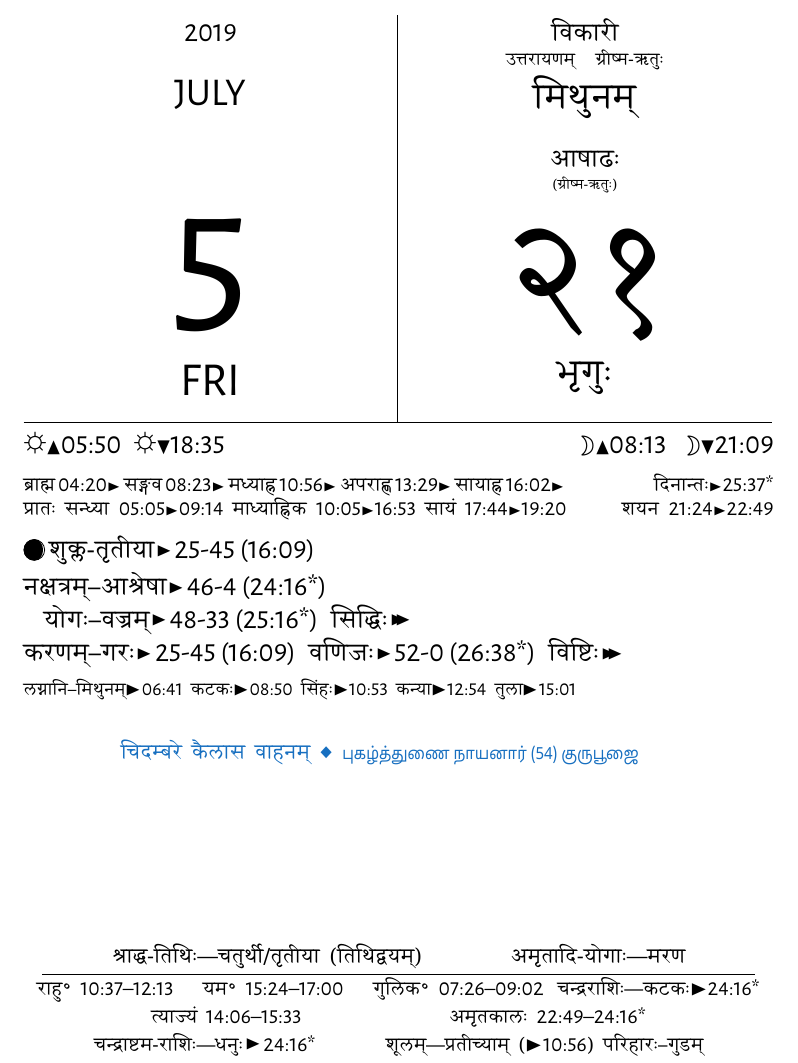 2019
JULY
5
FRI
विकारी
उत्तरायणम् ग्रीष्म-ऋतुः
मिथुनम्
आषाढः
(ग्रीष्म-ऋतुः)
२१
भृगुः
☼▲05:50 ☼▼18:35 ☽▲08:13 ☽▼21:09
ब्राह्म 04:20► सङ्गव 08:23► मध्याह्न 10:56► अपराह्ण 13:29► सायाह्न 16:02► दिनान्तः►25:37*
प्रातः सन्ध्या 05:05►09:14 माध्याह्निक 10:05►16:53 सायं 17:44►19:20 शयन 21:24►22:49
शुक्ल-तृतीया► 25-45 (16:09)
नक्षत्रम्–आश्रेषा► 46-4 (24:16*)
योगः–वज्रम्► 48-33 (25:16*) सिद्धिः►►
करणम्–गरः► 25-45 (16:09) वणिजः► 52-0 (26:38*) विष्टिः►►
लग्नानि–मिथुनम्►06:41 कटकः►08:50 सिंहः►10:53 कन्या►12:54 तुला►15:01
चिदम्बरे कैलास वाहनम् ◆ புகழ்த்துணை நாயனார் (54) குருபூஜை
श्राद्ध-तिथिः—चतुर्थी/तृतीया (तिथिद्वयम्) अमृतादि-योगाः—मरण
राहु° 10:37–12:13 यम° 15:24–17:00 गुलिक° 07:26–09:02 चन्द्रराशिः—कटकः►24:16*
त्याज्यं 14:06–15:33 अमृतकालः 22:49–24:16*
चन्द्राष्टम-राशिः—धनुः► 24:16* शूलम्—प्रतीच्याम् (►10:56) परिहारः–गुडम्